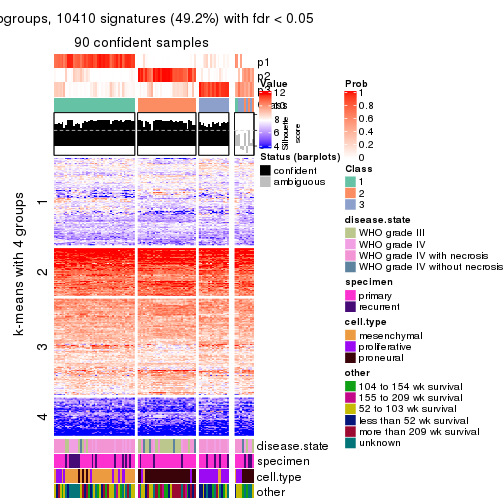 ogroups, 10410 signatures (49.2%) with fdr < 0.05
90 confident samples
p1
p2
p3
Value
12
10
8
6
4
Silhouette
score
Status (barplots)
confident
ambiguous
Prob
1
0.8
0.6
0.4
0.2
0
Class
1
2
3
disease.state
WHO grade III
WHO grade IV
WHO grade IV with necrosis
WHO grade IV without necrosis
specimen
primary
recurrent
cell.type
mesenchymal
proliferative
proneural
other
104 to 154 wk survival
155 to 209 wk survival
52 to 103 wk survival
less than 52 wk survival
more than 209 wk survival
unknown
k-means with 4 groups
1
2
3
4
disease.state
specimen
cell.type
other